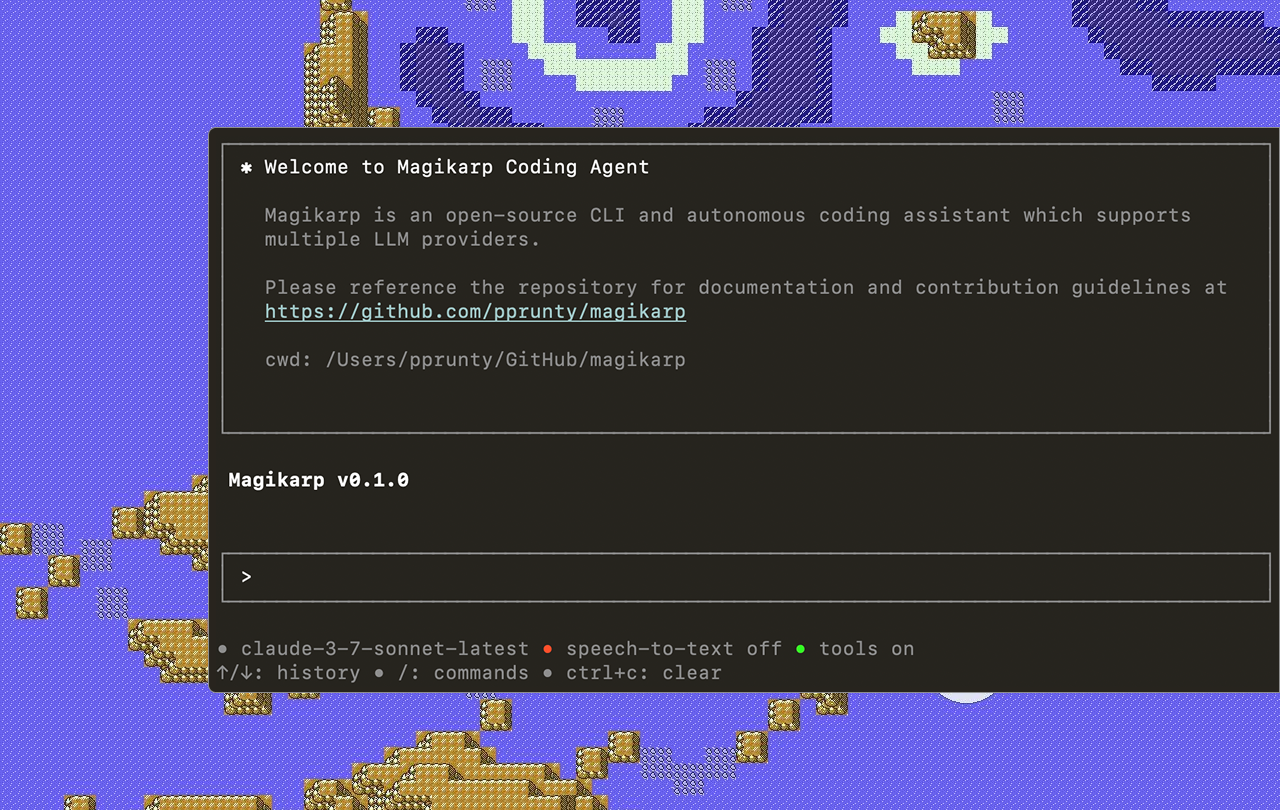 ✱ Welcome to Magikarp Coding Agent
Magikarp is an open-source CLI and autonomous coding assistant which supports
multiple LLM providers.
Please reference the repository for documentation and contribution guidelines at
https://github.com/pprunty/magikarp
cwd: /Users/pprunty/GitHub/magikarp
Magikarp v0.1.0
>
● claude-3-7-sonnet-latest ● speech-to-text off ● tools on
↑/↓: history ● /: commands ● ctrl+c: clear